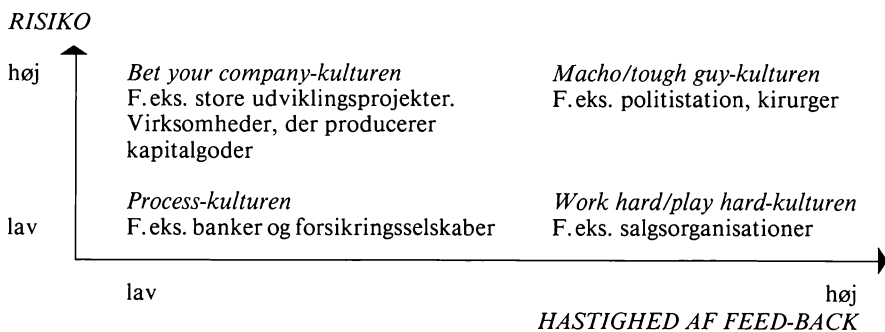 RISIKO
høj
Bet your company-kulturen
F.eks. store udviklingsprojekter.
Virksomheder, der producerer
kapitalgoder
Macho/tough guy-kulturen
F.eks. politistation, kirurger
lav
Process-kulturen
F.eks. banker og forsikringsselskaber
Work hard/play hard-kulturen
F.eks. salgsorganisationer
lav
høj
HASTIGHED AF FEED-BACK